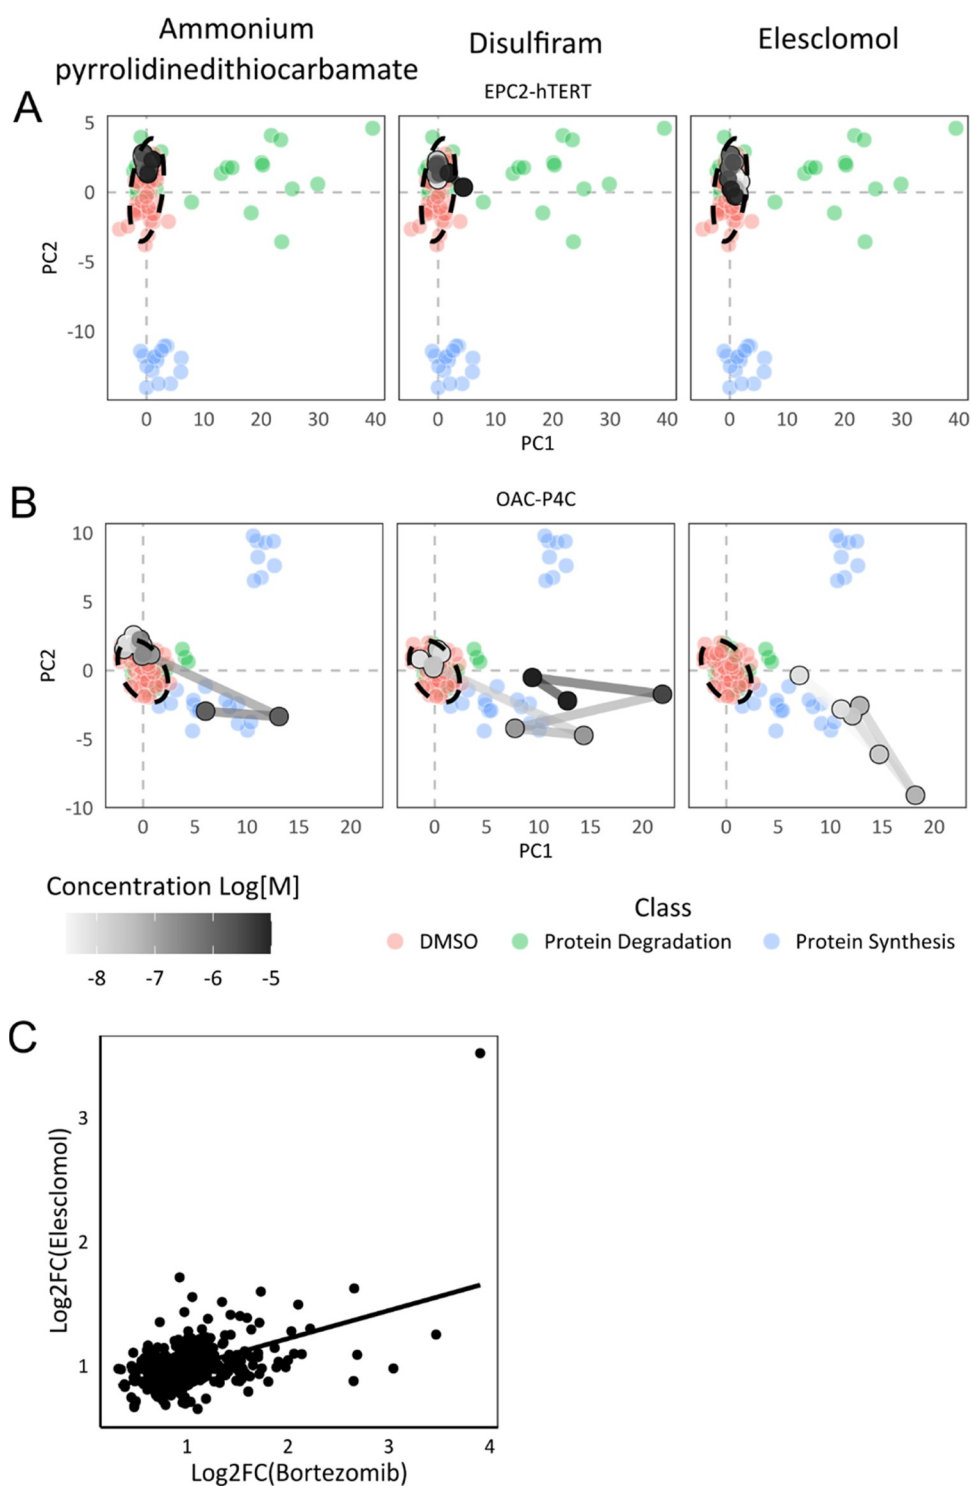 Ammonium
pyrrolidinedithiocarbamate
Disulfiram
Elesclomol
A
EPC2-hTERT
5
0
-5
-10
PC2
0 10 20 30 40
0 10 20 30 40
0 10 20 30 40
PC1
B
OAC-P4C
10
5
0
-5
-10
PC2
0 5 10 15 20
0 5 10 15 20
0 5 10 15 20
PC1
Concentration Log[M]
-8 -7 -6 -5
Class
DMSO Protein Degradation Protein Synthesis
C
3
2
1
Log2FC(Elesclomol)
1 2 3 4
Log2FC(Bortezomib)